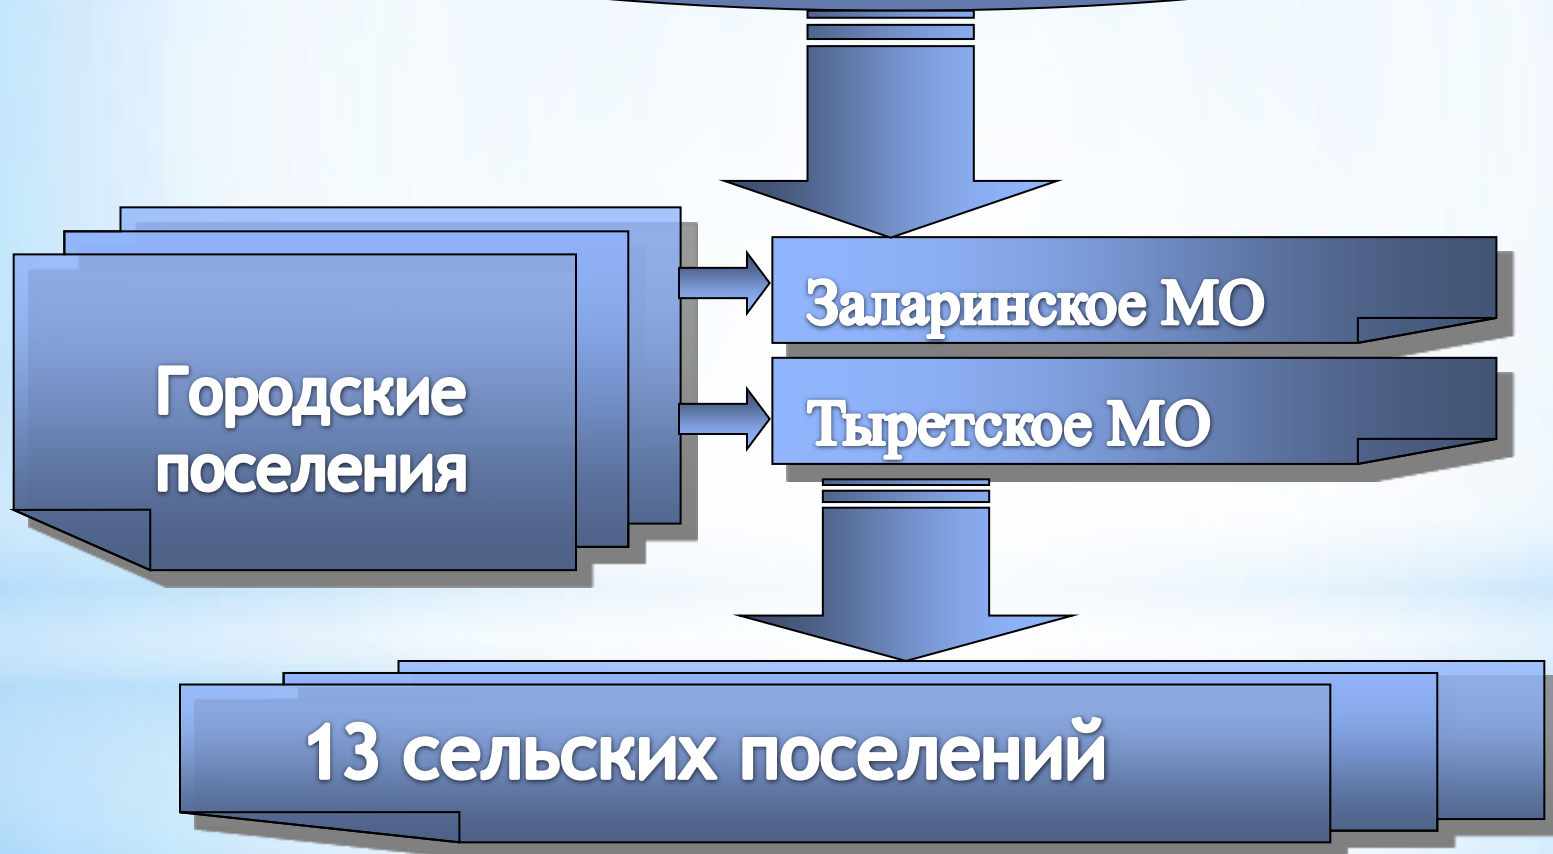 Заларинское МО
Городские
поселения
Тыретское МО
13 сельских поселений